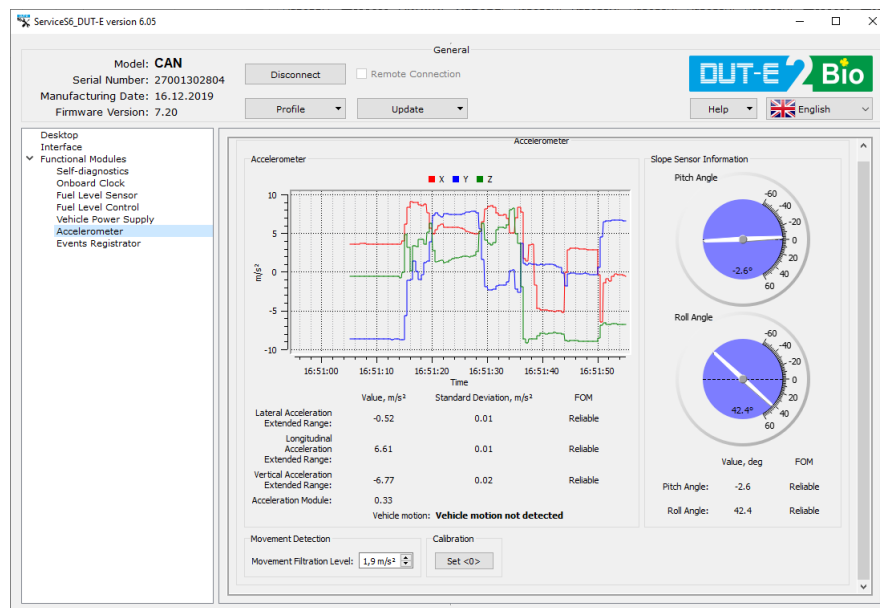 ServiceS6_DUT-E version 6.05
General
Model: CAN
Serial Number: 27001302804
Manufacturing Date: 16.12.2019
Firmware Version: 7.20
Disconnect
Remote Connection
Profile
Update
DUT-E 2 Bio
Help
English
Desktop
Interface
Functional Modules
Self-diagnostics
Onboard Clock
Fuel Level Sensor
Fuel Level Control
Vehicle Power Supply
Accelerometer
Events Registrator
Accelerometer
Accelerometer
X Y Z
10
5
0
-5
-10
m/s²
16:51:00 16:51:10 16:51:20 16:51:30 16:51:40 16:51:50
Time
Value, m/s² Standard Deviation, m/s² FOM
Lateral Acceleration
Extended Range: -0.52 0.01 Reliable
Longitudinal
Acceleration
Extended Range: 6.61 0.01 Reliable
Vertical Acceleration
Extended Range: -6.77 0.02 Reliable
Acceleration Module: 0.33
Vehicle motion: Vehicle motion not detected
Slope Sensor Information
Pitch Angle
-60
-40
-20
0
20
40
60
-2.6°
Roll Angle
-60
-40
-20
0
20
40
60
42.4°
Value, deg FOM
Pitch Angle: -2.6 Reliable
Roll Angle: 42.4 Reliable
Movement Detection
Movement Filtration Level: 1,9 m/s²
Calibration
Set <0>